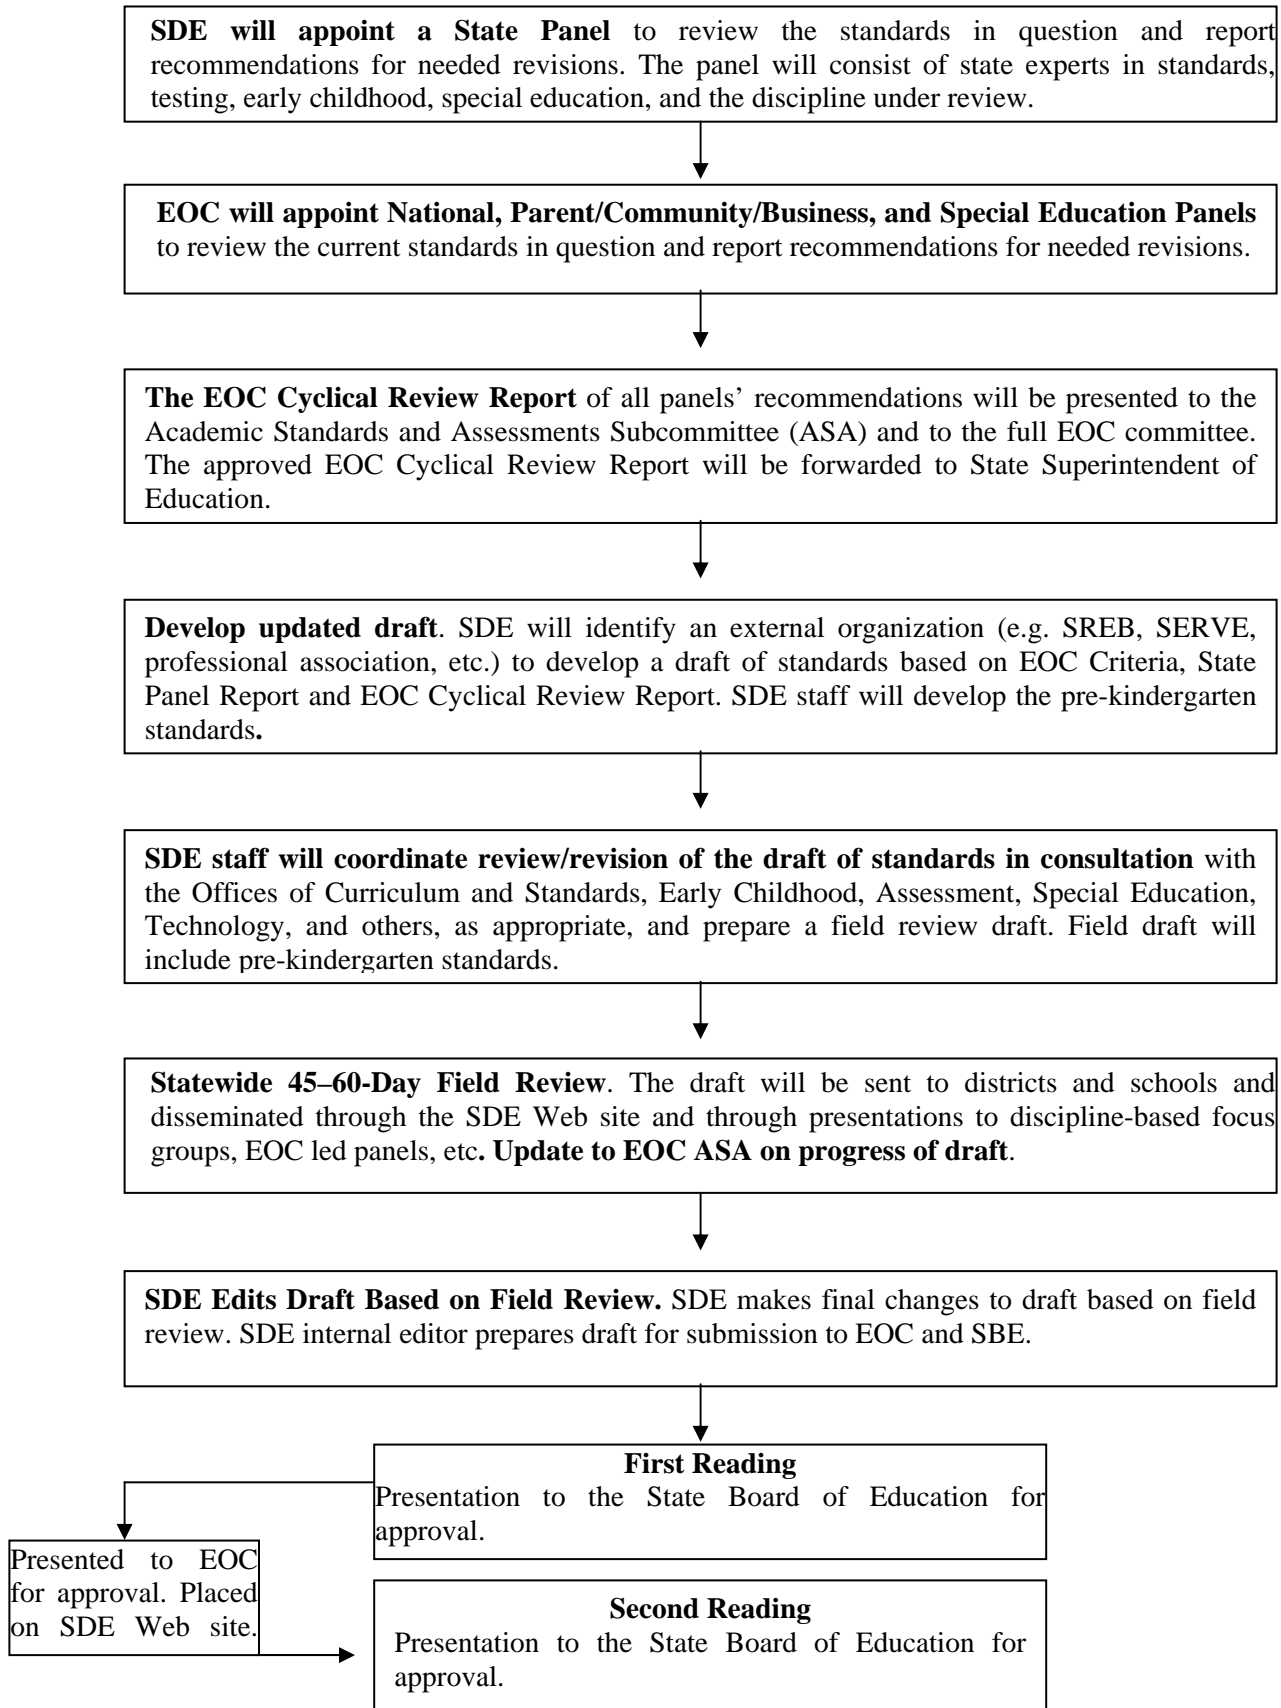 SDE will appoint a State Panel to review the standards in question and report
recommendations for needed revisions. The panel will consist of state experts in standards,
testing, early childhood, special education, and the discipline under review.
EOC will appoint National, Parent/Community/Business, and Special Education Panels
to review the current standards in question and report recommendations for needed revisions.
The EOC Cyclical Review Report of all panels’ recommendations will be presented to the
Academic Standards and Assessments Subcommittee (ASA) and to the full EOC committee.
The approved EOC Cyclical Review Report will be forwarded to State Superintendent of
Education.
Develop updated draft. SDE will identify an external organization (e.g. SREB, SERVE,
professional association, etc.) to develop a draft of standards based on EOC Criteria, State
Panel Report and EOC Cyclical Review Report. SDE staff will develop the pre-kindergarten
standards.
SDE staff will coordinate review/revision of the draft of standards in consultation with
the Offices of Curriculum and Standards, Early Childhood, Assessment, Special Education,
Technology, and others, as appropriate, and prepare a field review draft. Field draft will
include pre-kindergarten standards.
Statewide 45–60-Day Field Review. The draft will be sent to districts and schools and
disseminated through the SDE Web site and through presentations to discipline-based focus
groups, EOC led panels, etc. Update to EOC ASA on progress of draft.
SDE Edits Draft Based on Field Review. SDE makes final changes to draft based on field
review. SDE internal editor prepares draft for submission to EOC and SBE.
First Reading
Presentation to the State Board of Education for
approval.
Presented to EOC
for approval. Placed
on SDE Web site.
Second Reading
Presentation to the State Board of Education for
approval.